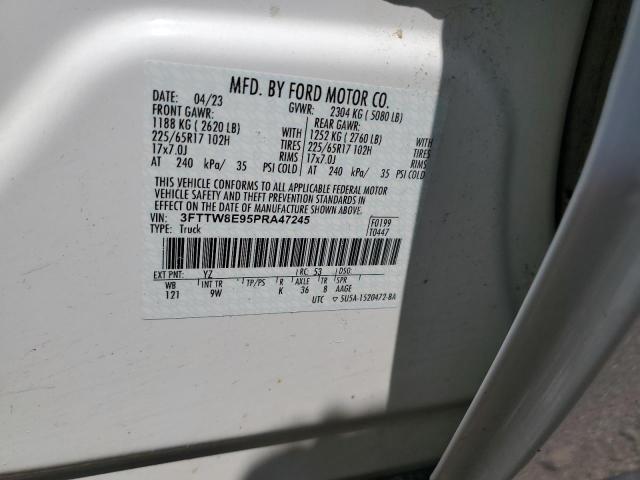 MFD. BY FORD MOTOR CO.
DATE: 04/23 GVWR: 2304 KG ( 5080 LB)
FRONT GAWR: REAR GAWR:
1188 KG ( 2620 LB) WITH 1252 KG ( 2760 LB) WITH
225/65R17 102H TIRES 225/65R17 102H TIRES
17x7.0J RIMS 17x7.0J RIMS
AT 240 kPa/ 35 PSI COLD AT 240 kPa/ 35 PSI COLD
THIS VEHICLE CONFORMS TO ALL APPLICABLE FEDERAL MOTOR
VEHICLE SAFETY AND THEFT PREVENTION STANDARDS IN
EFFECT ON THE DATE OF MANUFACTURE SHOWN ABOVE.
VIN: 3FTTW8E95PRA47245 F0199
TYPE: Truck T0447
EXT PNT: YZ RC: 53 DSO:
WB INT TR TP/PS R AXLE TR SPR
121 9W K 36 8 AAGE
UTC ▽ 5U5A-1520472-BA